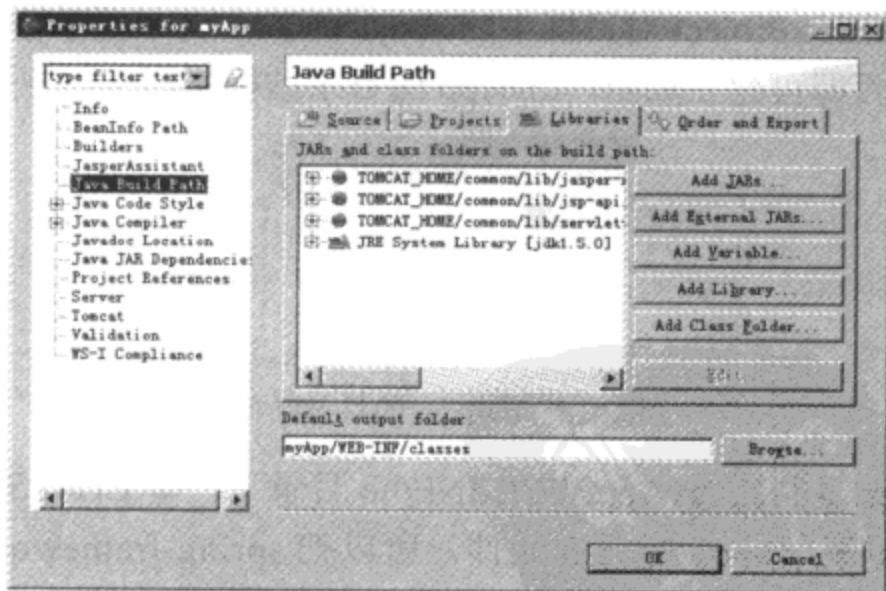 Properties for myApp
type filter text
Info
BeanInfo Path
Builders
JasperAssistant
Java Build Path
Java Code Style
Java Compiler
Javadoc Location
Java JAR Dependencie
Project References
Server
Tomcat
Validation
WS-I Compliance
Java Build Path
Source Projects Libraries Order and Export
JARs and class folders on the build path:
TOMCAT_HOME/common/lib/jasper-
TOMCAT_HOME/common/lib/jsp-api.
TOMCAT_HOME/common/lib/servlet-
JRE System Library [jdk1.5.0]
Add JARs...
Add External JARs...
Add Variable...
Add Library...
Add Class Folder...
Edit...
Default output folder:
myApp/WEB-INF/classes
Browse...
OK
Cancel